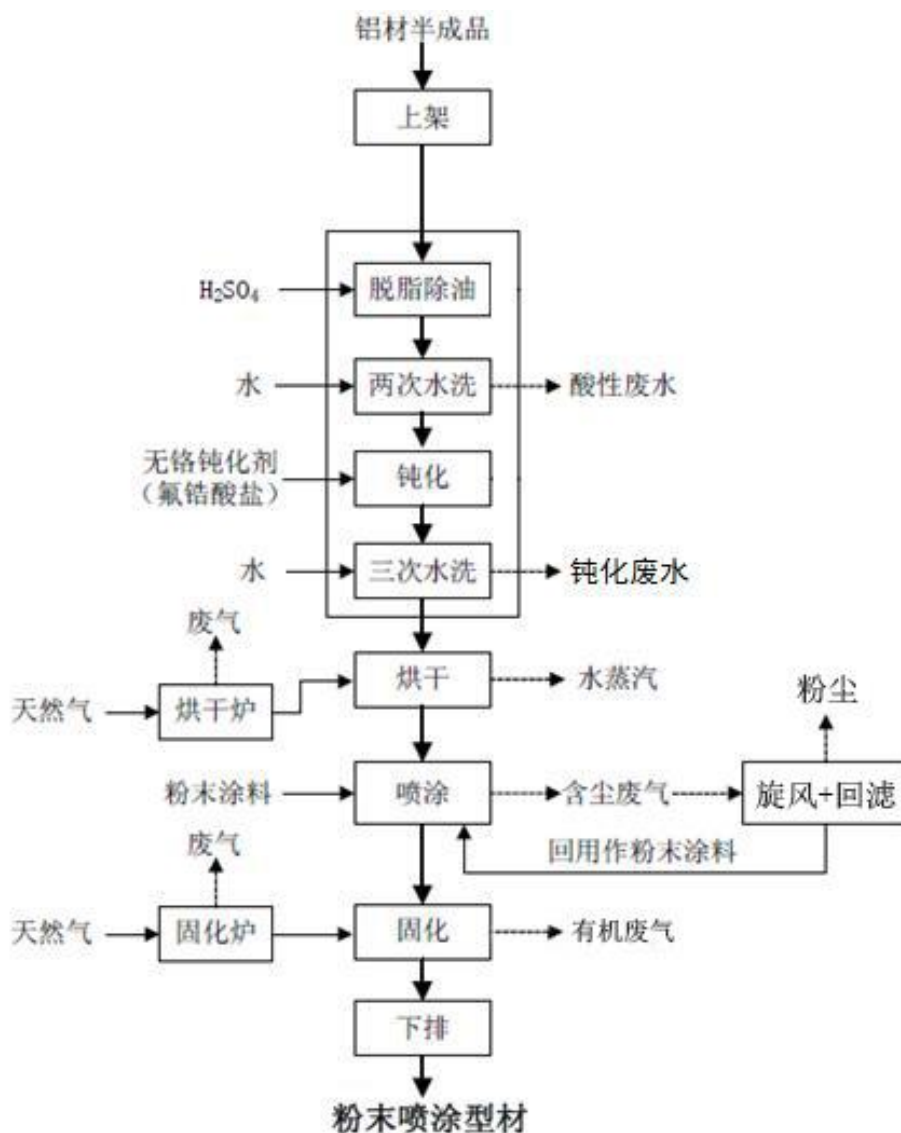 铝材半成品
上架
H₂SO₄
脱脂除油
水
两次水洗
酸性废水
无铬钝化剂
（氟锆酸盐）
钝化
水
三次水洗
钝化废水
废气
天然气
烘干炉
烘干
水蒸汽
粉尘
粉末涂料
喷涂
含尘废气
旋风+回滤
回用作粉末涂料
废气
天然气
固化炉
固化
有机废气
下排
粉末喷涂型材